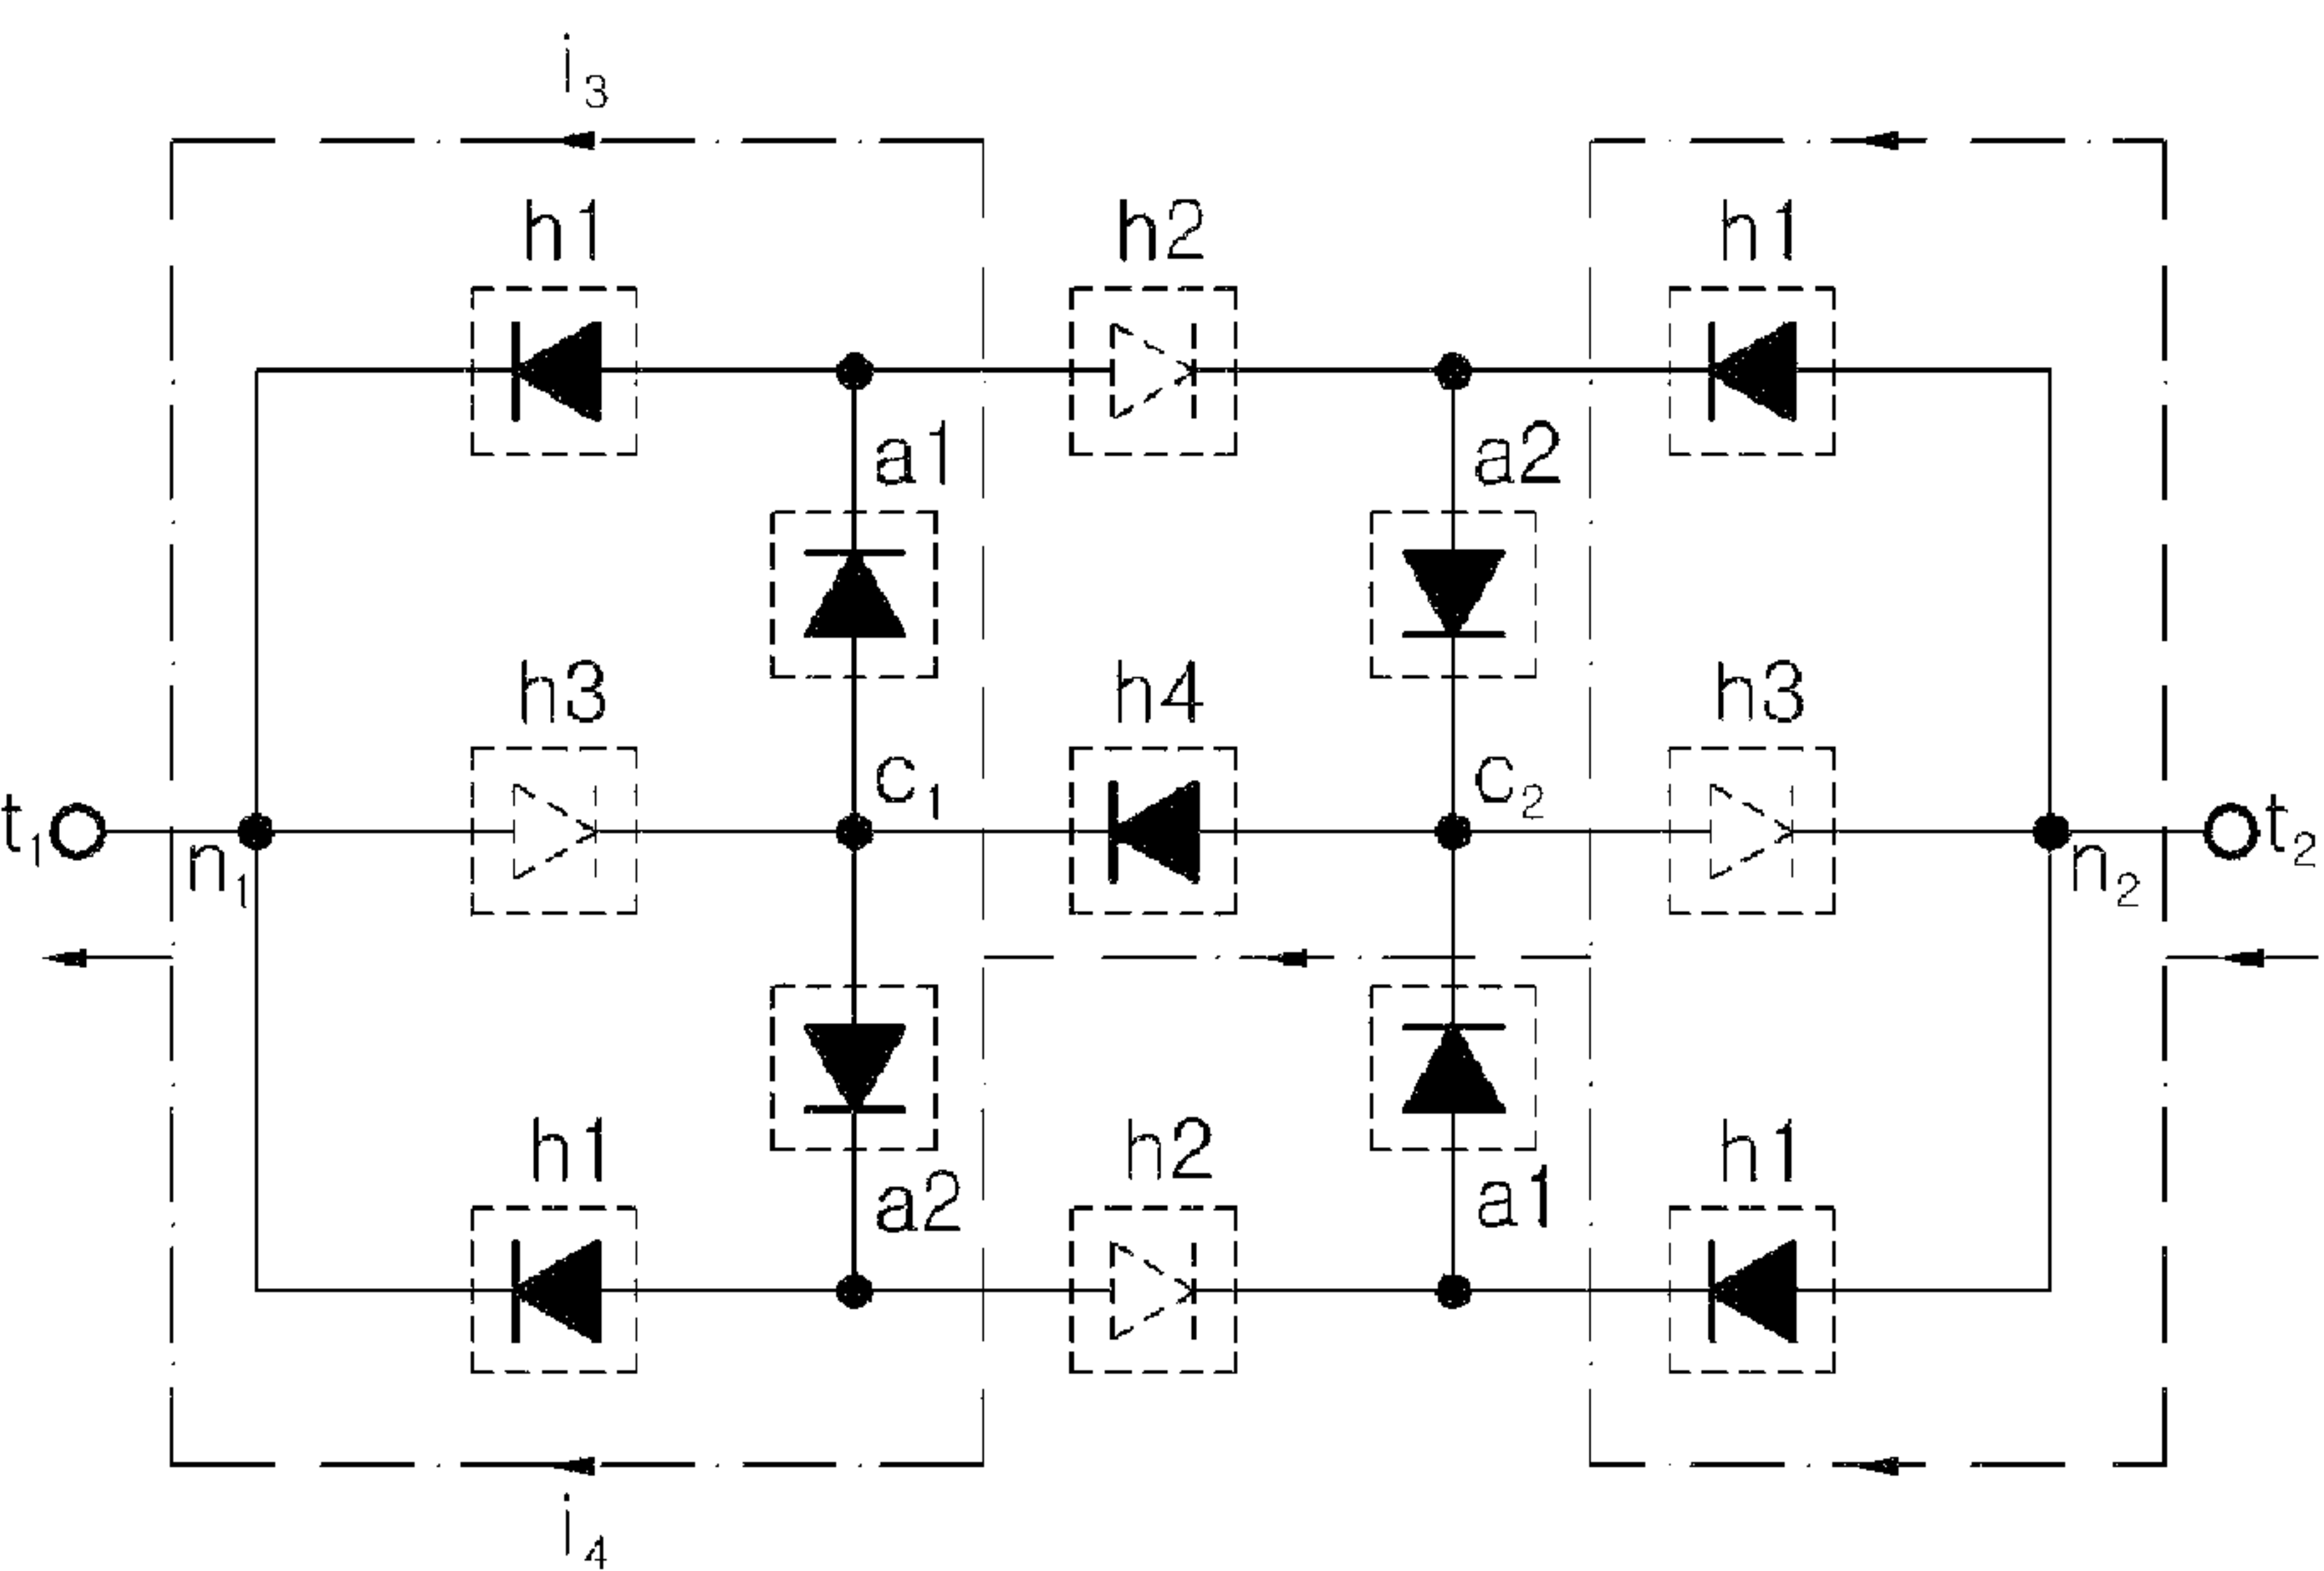 i₃
h1 h2 h1
a1 a2
h3 h4 h3
t₁ n₁ c₁ c₂ n₂ t₂
h1 h2 h1
a2 a1
i₄